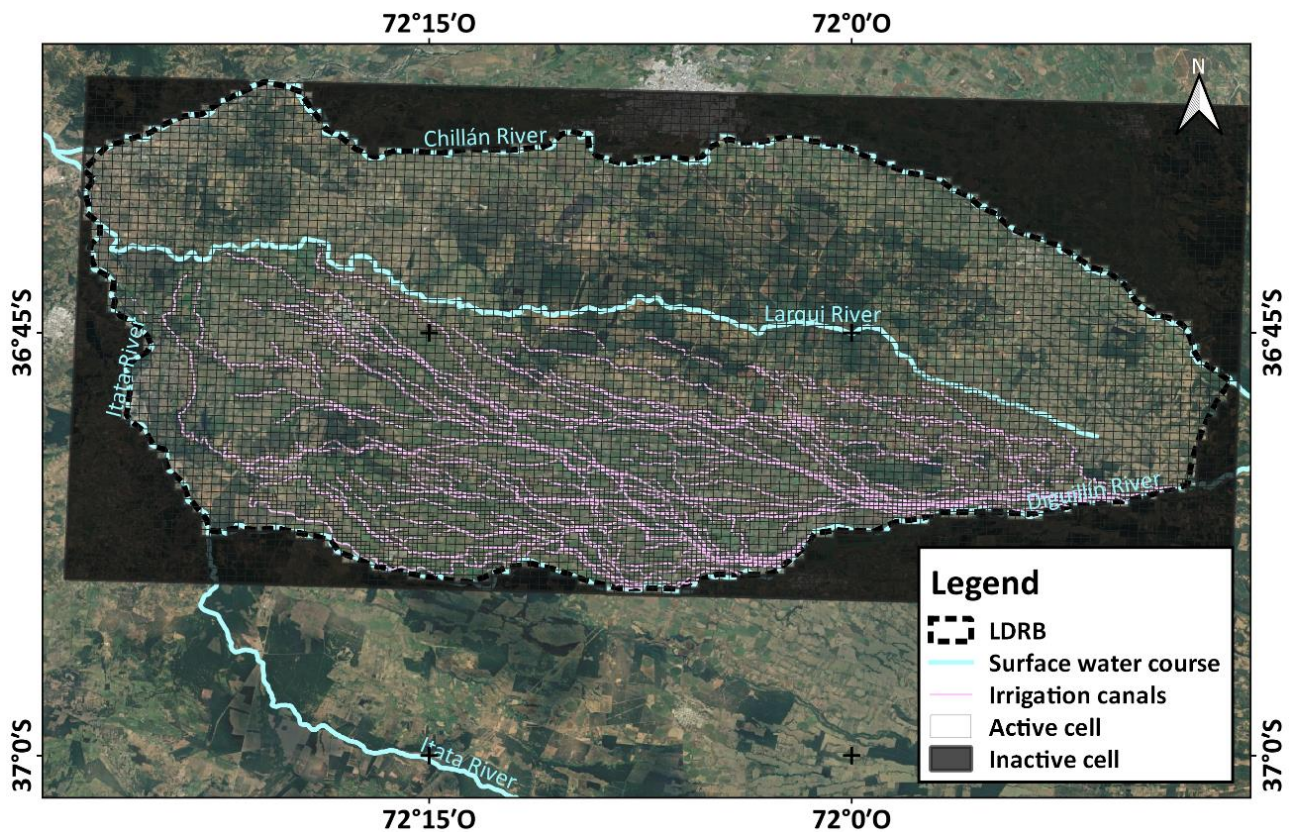 72°15'O
72°0'O
N
Chillán River
Larqui River
36°45'S
36°45'S
Itata River
Diguillín River
Legend
LDRB
Surface water course
Irrigation canals
Active cell
Inactive cell
Itata River
37°0'S
37°0'S
72°15'O
72°0'O